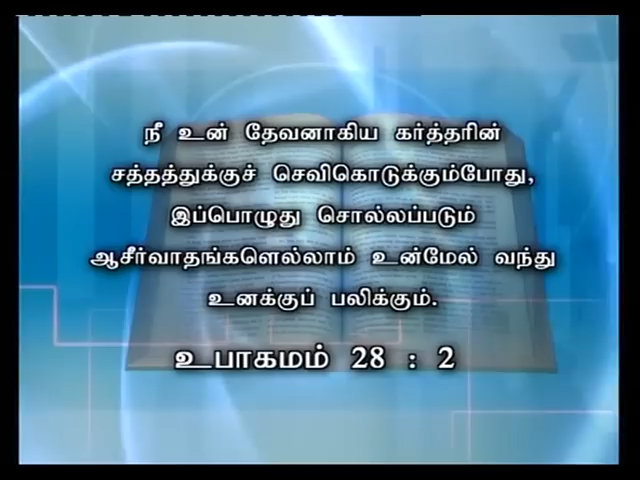 நீ உன் தேவனாகிய கர்த்தரின்
சத்தத்துக்குச் செவிகொடுக்கும்போது,
இப்பொழுது சொல்லப்படும்
ஆசீர்வாதங்களெல்லாம் உன்மேல் வந்து
உனக்குப் பலிக்கும்.
உபாகமம் 28 : 2